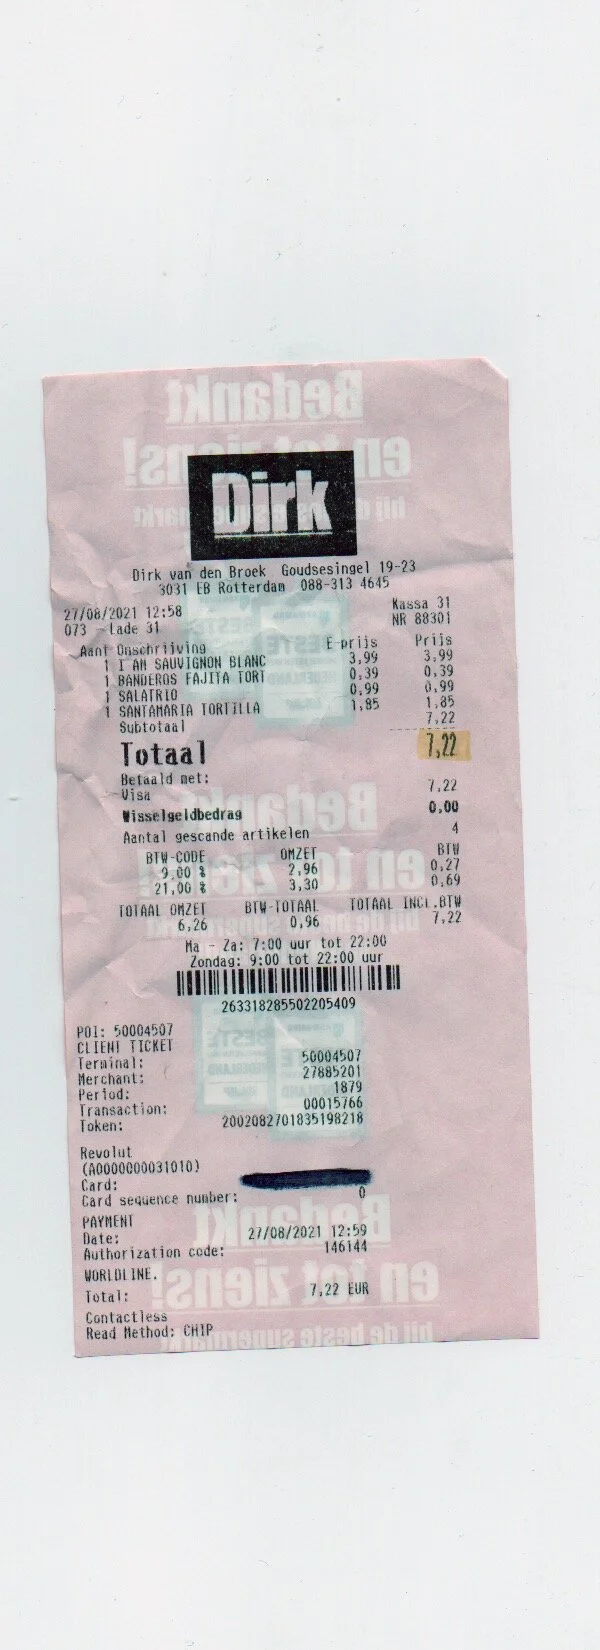 Dirk
Dirk van den Broek Goudsesingel 19-23
3031 EB Rotterdam 088-313 4645
27/08/2021 12:58 Kassa 31
073 Lade 31 NR 88301
Aant Omschrijving E-prijs Prijs
1 I AM SAUVIGNON BLANC 3,99 3,99
1 BANDEROS FAJITA TORT 0,39 0,39
1 SALATRIO 0,99 0,99
1 SANTAMARIA TORTILLA 1,85 1,85
Subtotaal 7,22
Totaal 7,22
Betaald met:
Visa 7,22
Wisselgeldbedrag 0,00
Aantal gescande artikelen 4
BTW-CODE OMZET BTW
9,00 % 2,96 0,27
21,00 % 3,30 0,69
TOTAAL OMZET BTW-TOTAAL TOTAAL INCL.BTW
6,26 0,96 7,22
Ma - Za: 7:00 uur tot 22:00
Zondag: 9:00 tot 22:00 uur
263318285502205409
POI: 50004507
CLIENT TICKET
Terminal: 50004507
Merchant: 27885201
Period: 1879
Transaction: 00015766
Token: 2002082701835198218
Revolut
(A0000000031010)
Card:
Card sequence number: 0
PAYMENT
Date: 27/08/2021 12:59
Authorization code: 146144
WORLDLINE.
Total: 7,22 EUR
Contactless
Read Method: CHIP